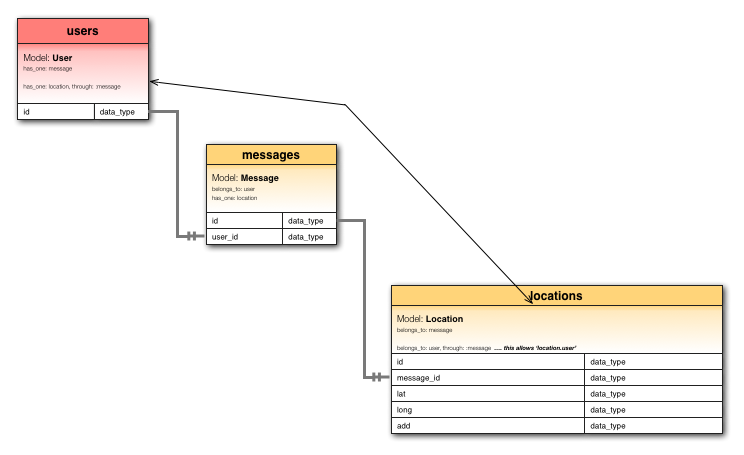 users
Model: User
has_one: message
has_one: location, through: :message
id data_type
messages
Model: Message
belongs_to: user
has_one: location
id data_type
user_id data_type
locations
Model: Location
belongs_to: message
belongs_to: user, through: :message ..... this allows 'location.user'
id data_type
message_id data_type
lat data_type
long data_type
add data_type